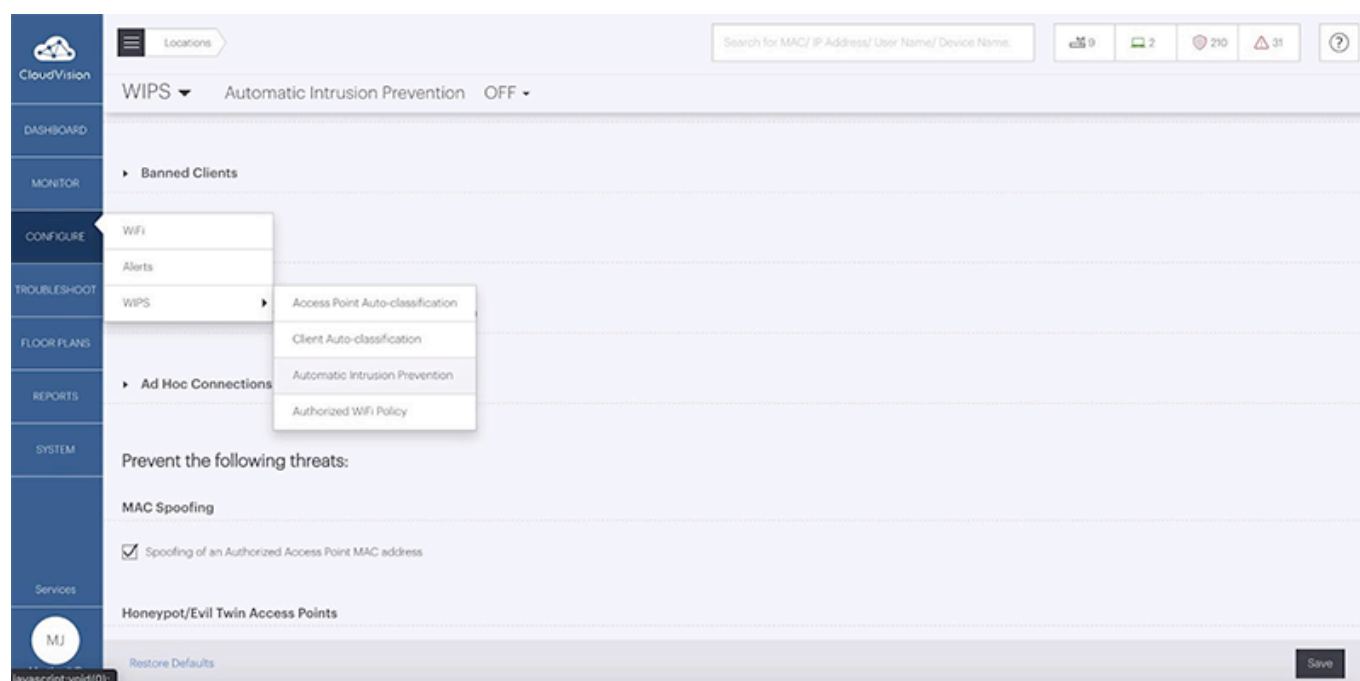 CloudVision
DASHBOARD
MONITOR
CONFIGURE
TROUBLESHOOT
FLOOR PLANS
REPORTS
SYSTEM
Services
MJ
Locations
Search for MAC/ IP Address/ User Name/ Device Name.
9
2
210
31
?
WIPS
Automatic Intrusion Prevention OFF
Banned Clients
WiFi
Alerts
WIPS
Access Point Auto-classification
Client Auto-classification
Automatic Intrusion Prevention
Authorized WiFi Policy
Ad Hoc Connections
Prevent the following threats:
MAC Spoofing
Spoofing of an Authorized Access Point MAC address
Honeypot/Evil Twin Access Points
Restore Defaults
Save
javascript:void(0);